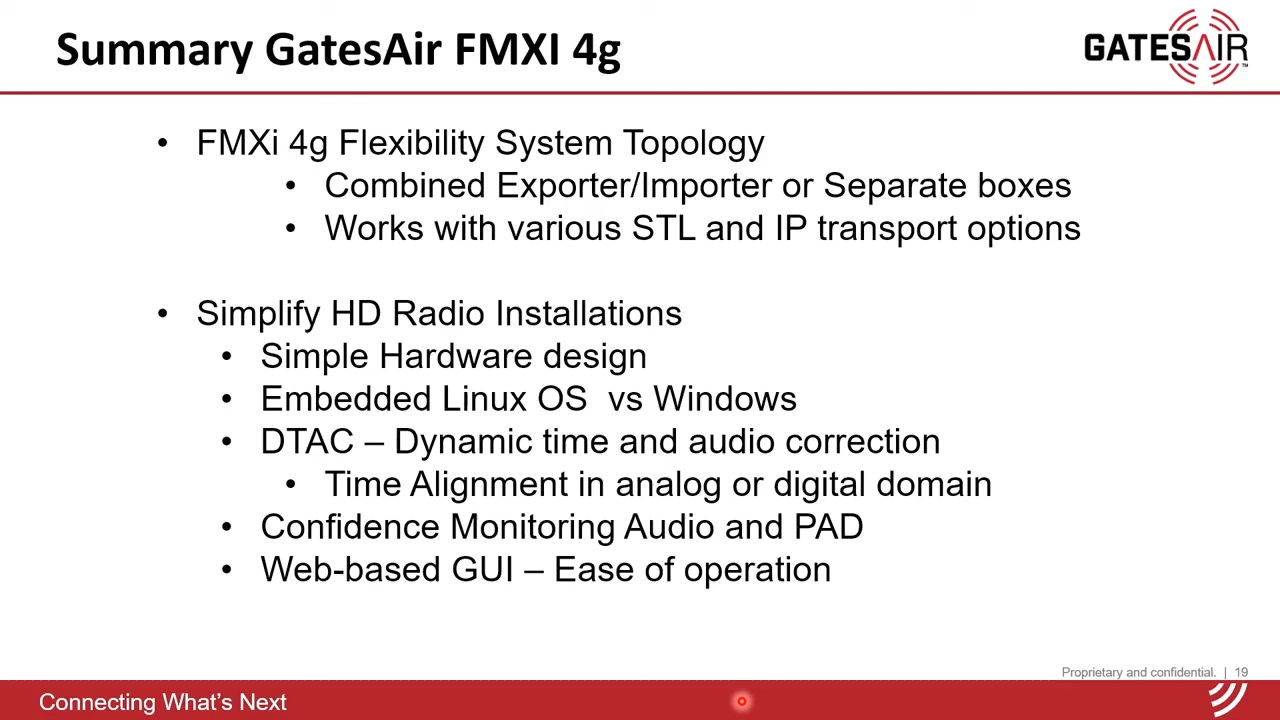 Summary GatesAir FMXI 4g
GATESAIR™
• FMXi 4g Flexibility System Topology
• Combined Exporter/Importer or Separate boxes
• Works with various STL and IP transport options
• Simplify HD Radio Installations
• Simple Hardware design
• Embedded Linux OS  vs Windows
• DTAC – Dynamic time and audio correction
• Time Alignment in analog or digital domain
• Confidence Monitoring Audio and PAD
• Web-based GUI – Ease of operation
Proprietary and confidential. | 19
Connecting What’s Next